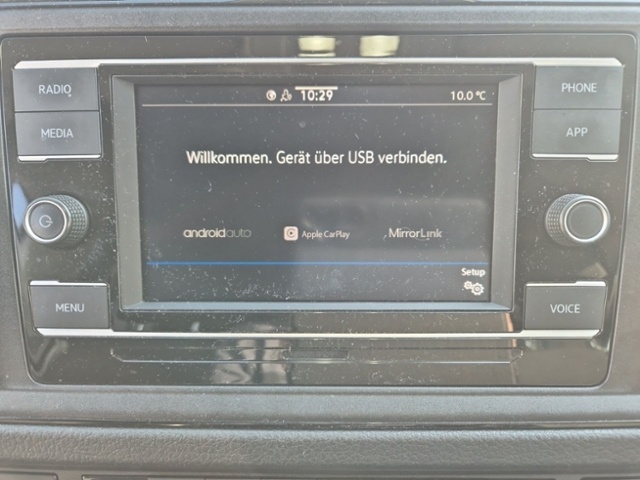 RADIO
MEDIA
MENU
10:29
10.0 °C
Willkommen. Gerät über USB verbinden.
androidauto
Apple CarPlay
MirrorLink
Setup
PHONE
APP
VOICE